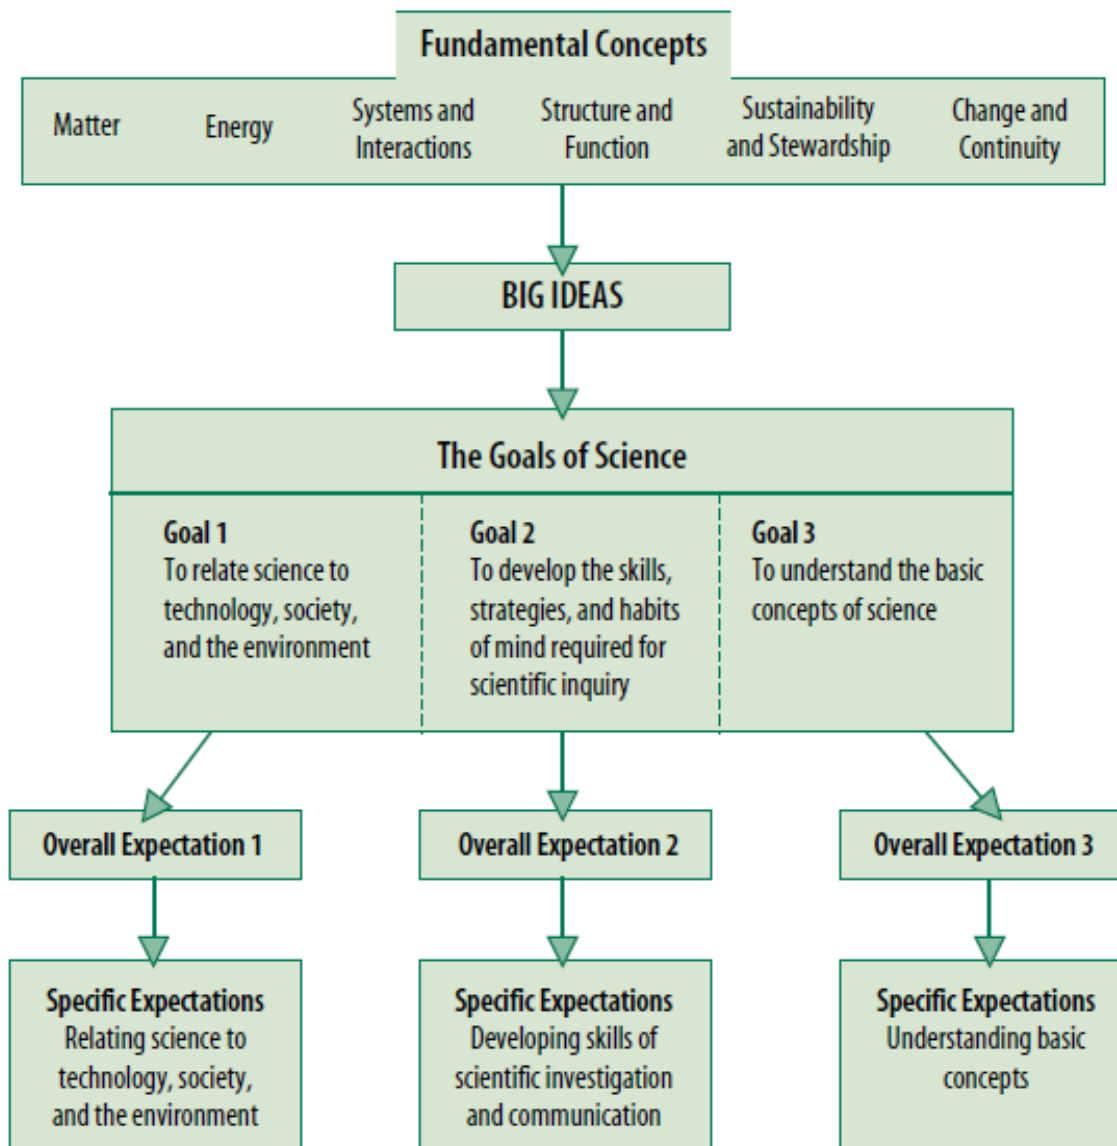 Fundamental Concepts
Matter
Energy
Systems and
Interactions
Structure and
Function
Sustainability
and Stewardship
Change and
Continuity
BIG IDEAS
The Goals of Science
Goal 1
To relate science to
technology, society,
and the environment
Goal 2
To develop the skills,
strategies, and habits
of mind required for
scientific inquiry
Goal 3
To understand the basic
concepts of science
Overall Expectation 1
Overall Expectation 2
Overall Expectation 3
Specific Expectations
Relating science to
technology, society,
and the environment
Specific Expectations
Developing skills of
scientific investigation
and communication
Specific Expectations
Understanding basic
concepts